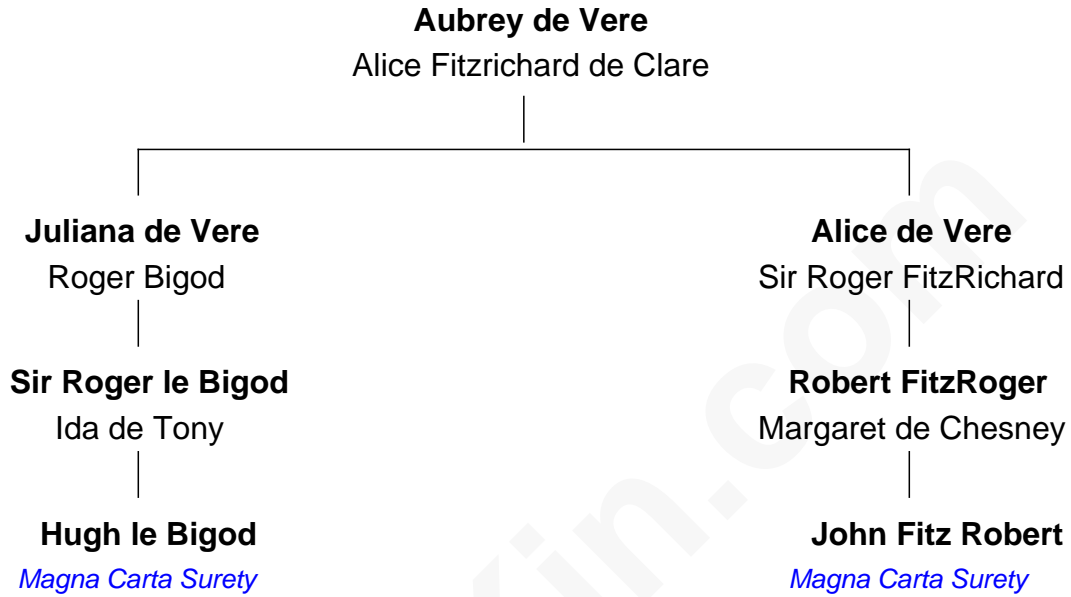 Aubrey de Vere
Alice Fitzrichard de Clare
Juliana de Vere
Roger Bigod
Alice de Vere
Sir Roger FitzRichard
Sir Roger le Bigod
Ida de Tony
Robert FitzRoger
Margaret de Chesney
Hugh le Bigod
Magna Carta Surety
John Fitz Robert
Magna Carta Surety